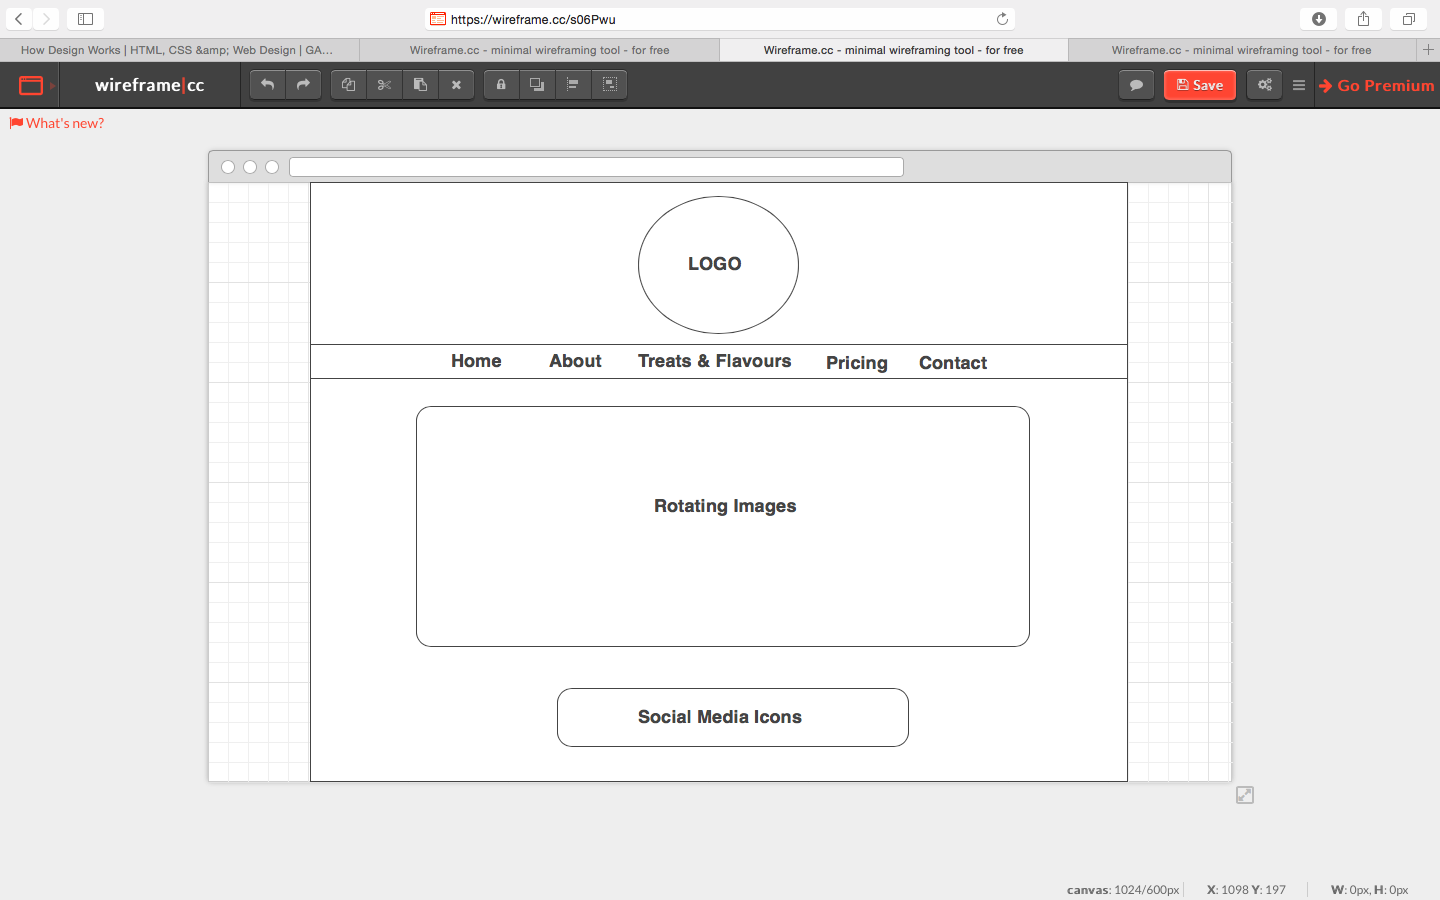 https://wireframe.cc/s06Pwu
How Design Works | HTML, CSS &amp; Web Design | GA...
Wireframe.cc - minimal wireframing tool - for free
Wireframe.cc - minimal wireframing tool - for free
Wireframe.cc - minimal wireframing tool - for free
wireframe|cc
Save
Go Premium
What's new?
LOGO
Home About Treats & Flavours Pricing Contact
Rotating Images
Social Media Icons
canvas: 1024/600px X: 1098 Y: 197 W: 0px, H: 0px